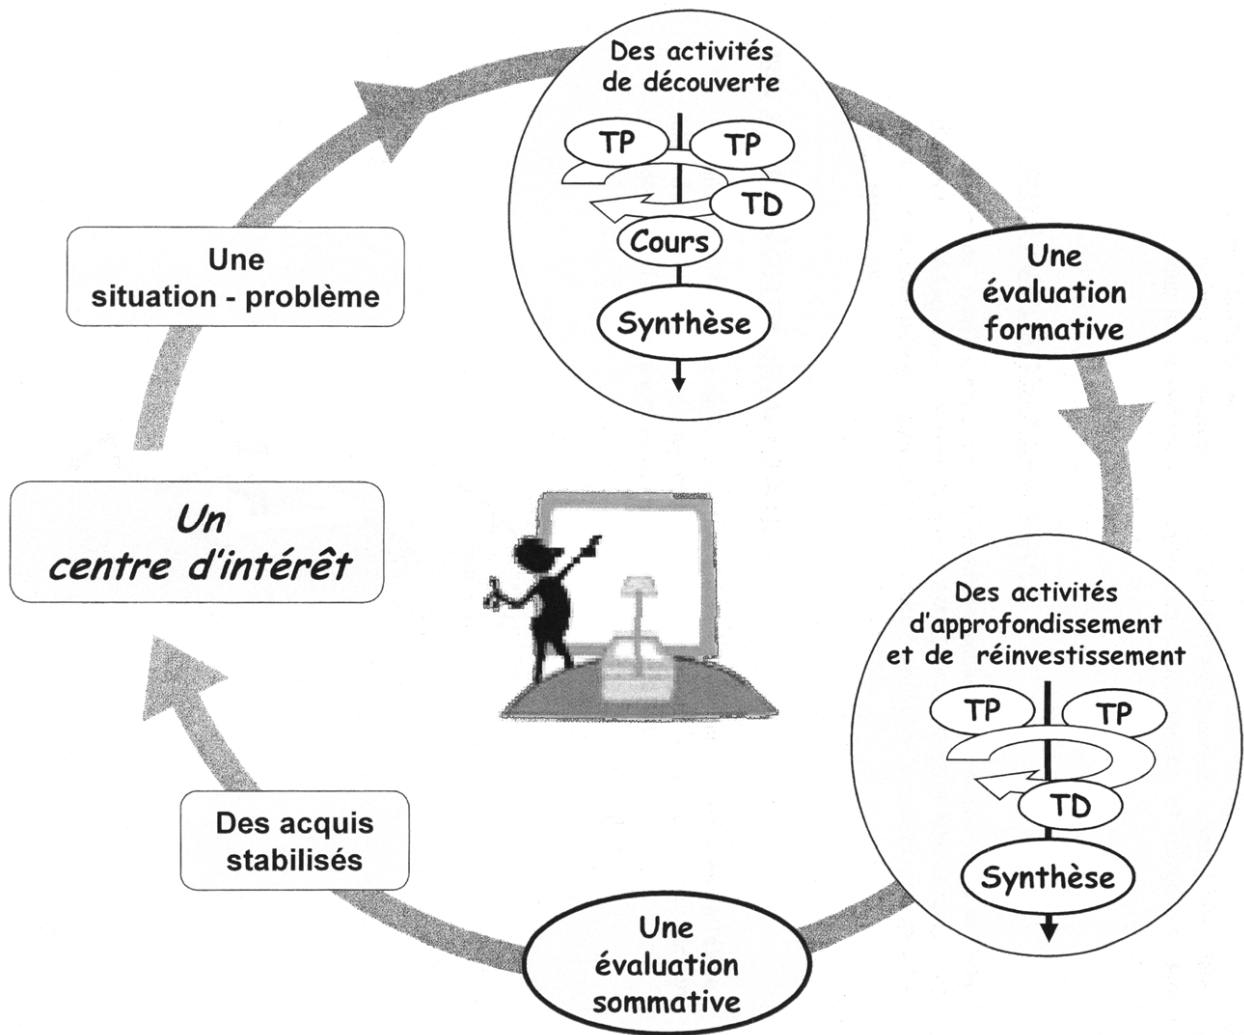 Des activités
de découverte
TP
TP
TD
Cours
Synthèse
Une
situation - problème
Une
évaluation
formative
Un
centre d'intérêt
Des activités
d'approfondissement
et de réinvestissement
TP
TP
TD
Synthèse
Des acquis
stabilisés
Une
évaluation
sommative